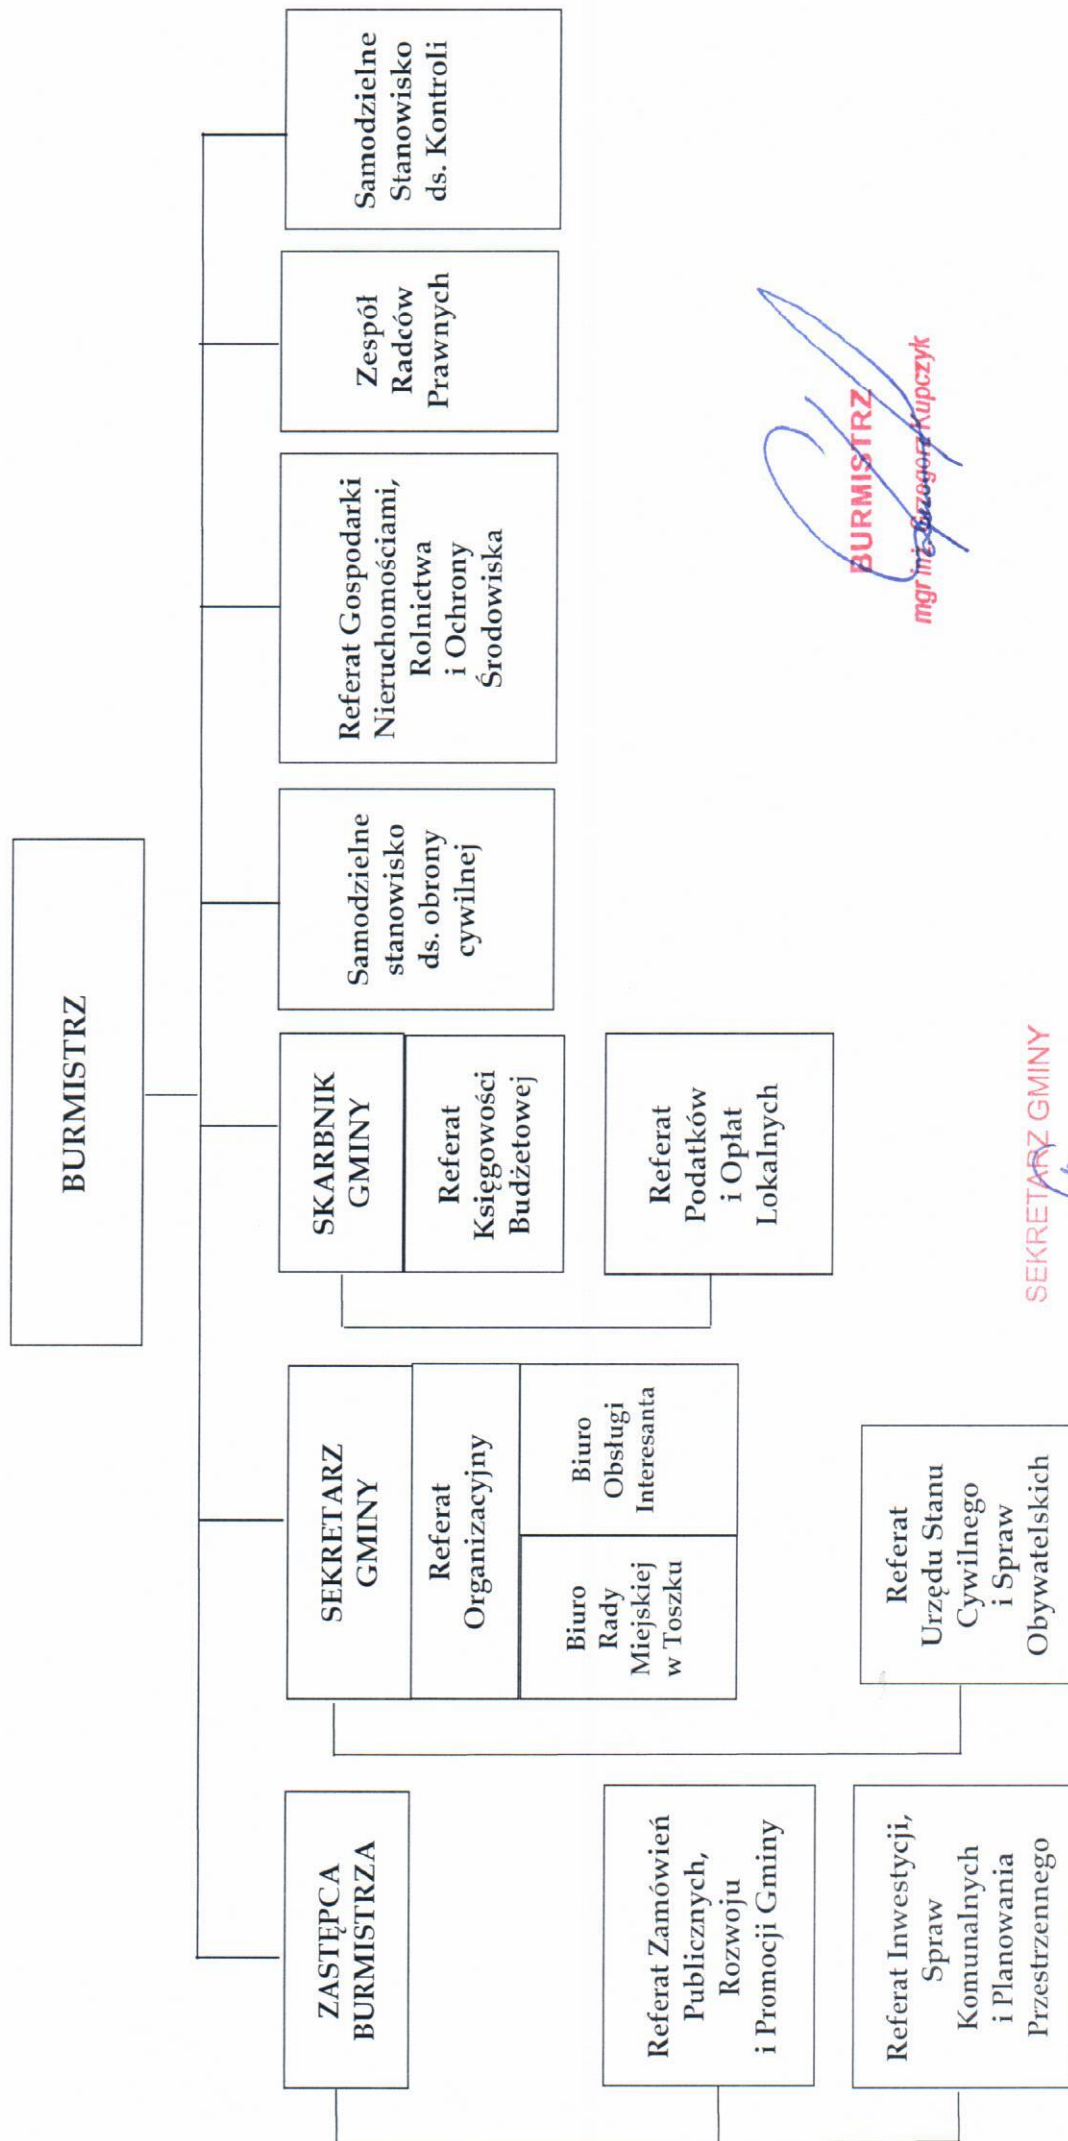 BURMISTRZ
ZASTĘPCA
BURMISTRZA
Referat Zamówień
Publicznych,
Rozwoju
i Promocji Gminy
Referat Inwestycji,
Spraw
Komunalnych
i Planowania
Przestrzennego
SEKRETARZ
GMINY
Referat
Organizacyjny
Biuro
Rady
Miejskiej
w Toszku
Biuro
Obsługi
Interesanta
Referat
Urzędu Stanu
Cywilnego
i Spraw
Obywatelskich
SKARBNIK
GMINY
Referat
Księgowości
Budżetowej
Referat
Podatków
i Opłat
Lokalnych
Samodzielne
stanowisko
ds. obrony
cywilnej
Referat Gospodarki
Nieruchomościami,
Rolnictwa
i Ochrony
Środowiska
Zespół
Radców
Prawnych
Samodzielne
Stanowisko
ds. Kontroli
SEKRETARZ GMINY
BURMISTRZ
mgr inż. Grzegorz Kupczyk